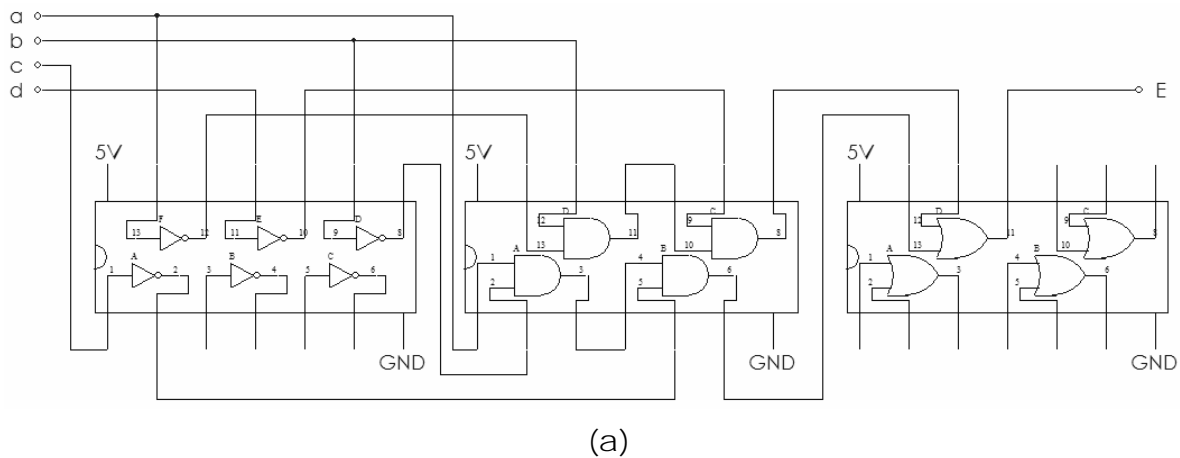 a
b
c
d E
5V 5V 5V
F E D D C D C
13 12 11 10 9 8 12 13 11 9 10 8 12 13 11 9 10 8
A B C A B A B
1 2 3 4 5 6 1 2 3 4 5 6 1 2 3 4 5 6
GND GND GND
(a)